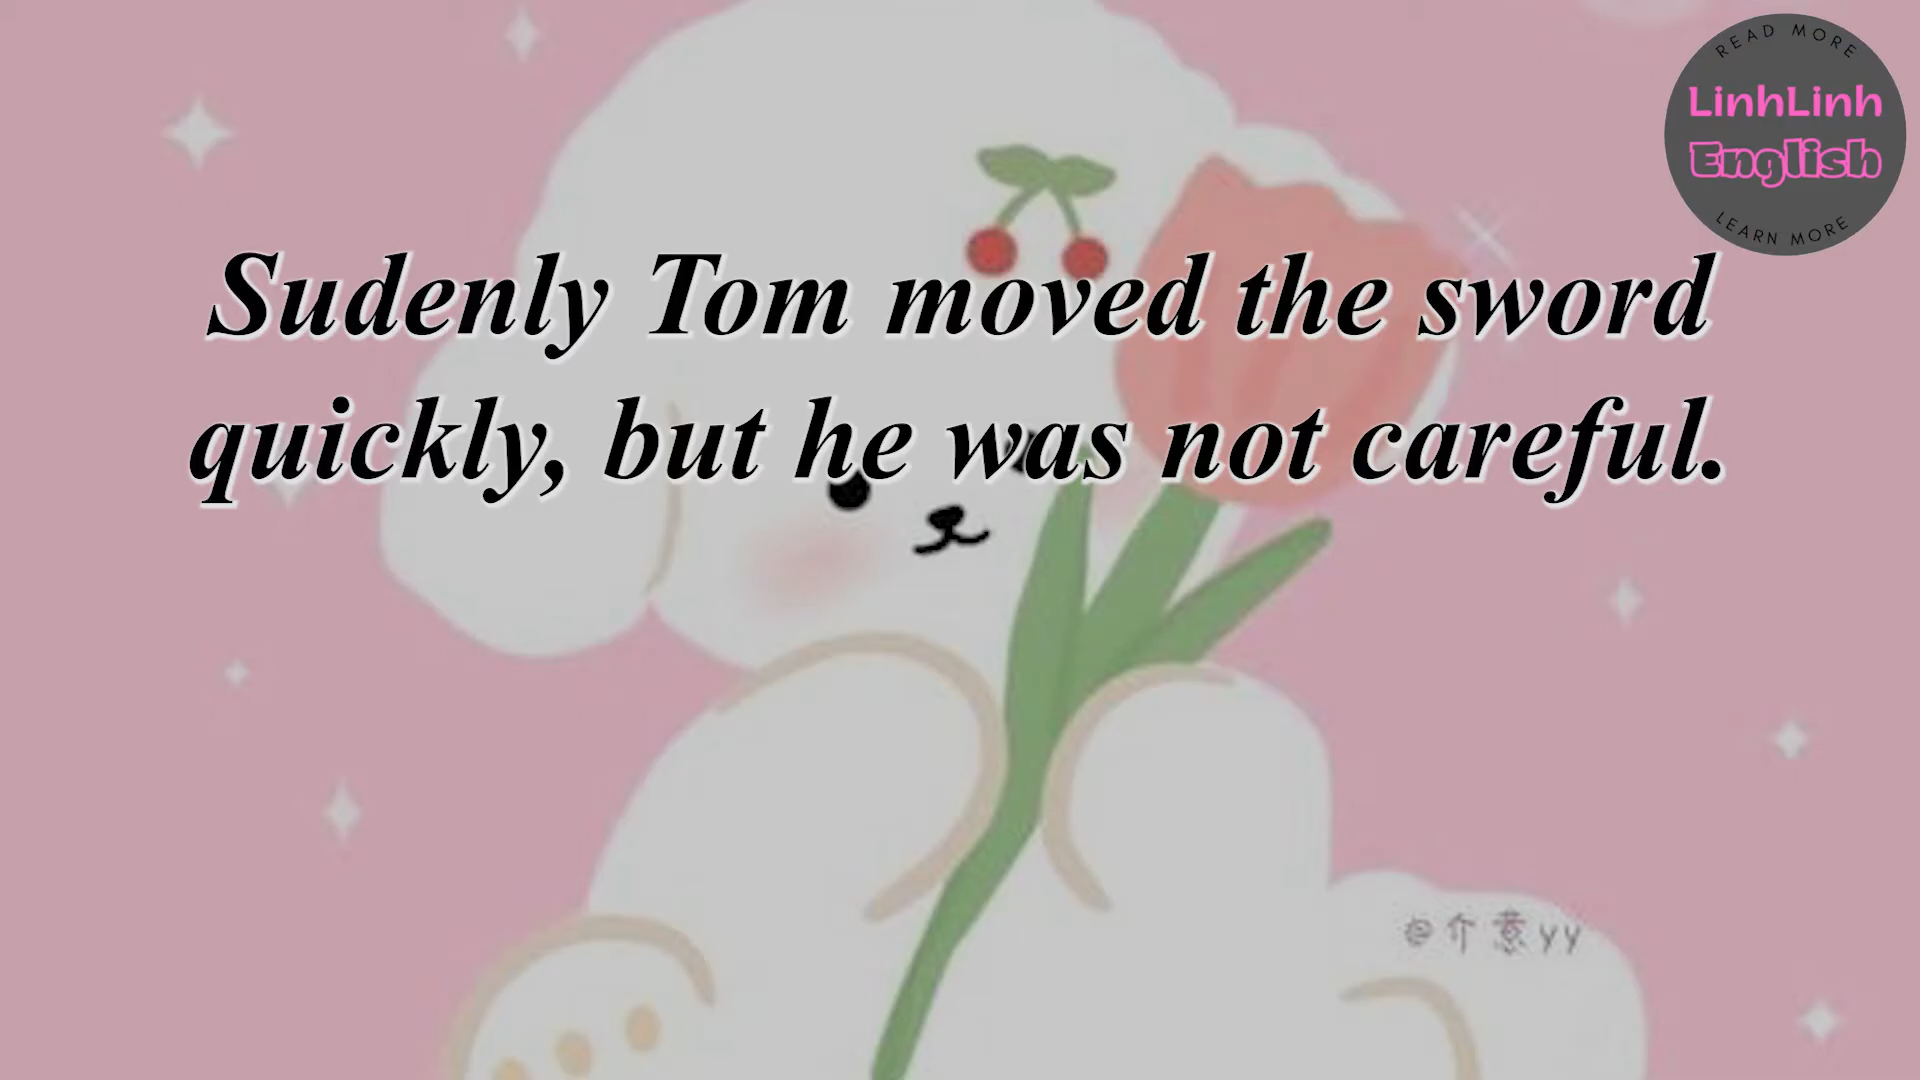 READ MORE
LinhLinh
English
LEARN MORE
Sudenly Tom moved the sword
quickly, but he was not careful.
@介意yy